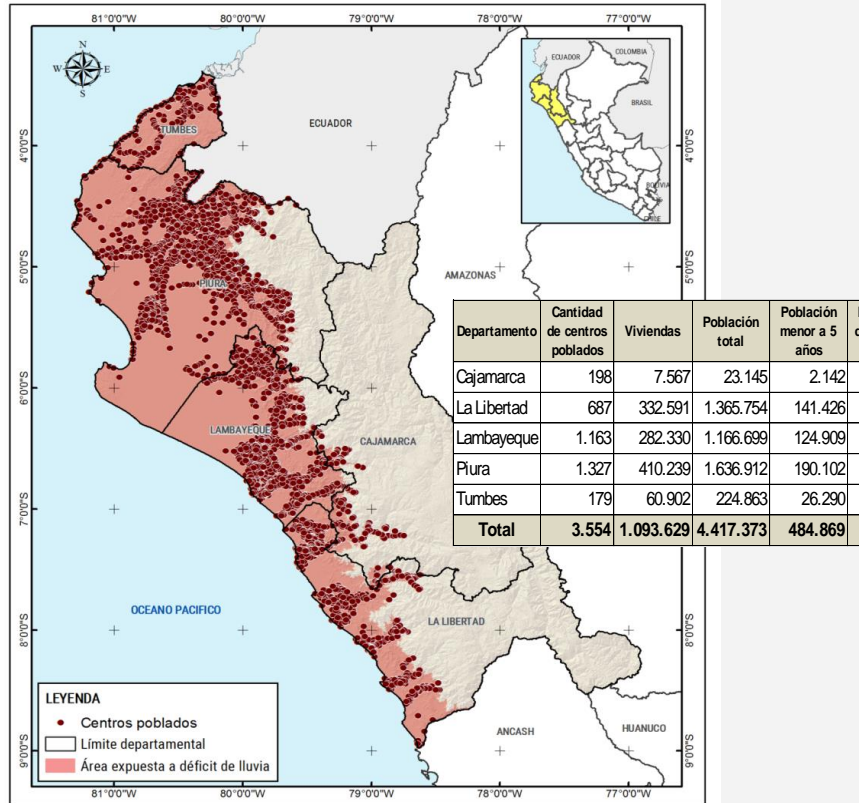 81°0'0"W 80°0'0"W 79°0'0"W 78°0'0"W 77°0'0"W
N
W E
S
ECUADOR
COLOMBIA
BRASIL
BOLIVIA
CHILE
TUMBES
ECUADOR
4°0'0"S 4°0'0"S
5°0'0"S 5°0'0"S
AMAZONAS
PIURA
Departamento Cantidad de centros poblados Viviendas Población total Población menor a 5 años
Cajamarca 198 7.567 23.145 2.142
La Libertad 687 332.591 1.365.754 141.426
Lambayeque 1.163 282.330 1.166.699 124.909
Piura 1.327 410.239 1.636.912 190.102
Tumbes 179 60.902 224.863 26.290
Total 3.554 1.093.629 4.417.373 484.869
6°0'0"S
LAMBAYEQUE
CAJAMARCA
7°0'0"S
OCEANO PACIFICO
LA LIBERTAD
8°0'0"S 8°0'0"S
LEYENDA
Centros poblados
Límite departamental
Área expuesta a déficit de lluvia
ANCASH
HUANUCO
9°0'0"S 9°0'0"S
81°0'0"W 80°0'0"W 79°0'0"W 78°0'0"W 77°0'0"W